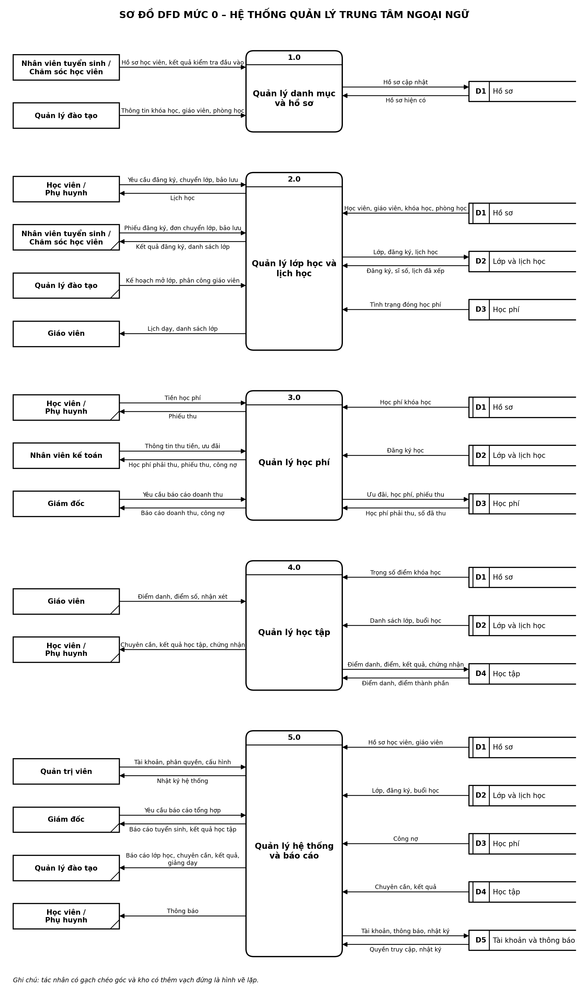 SƠ ĐỒ DFD MỨC 0 – HỆ THỐNG QUẢN LÝ TRUNG TÂM NGOẠI NGỮ
1.0
Nhân viên tuyển sinh /
Chăm sóc học viên
Hồ sơ học viên, kết quả kiểm tra đầu vào
Quản lý đào tạo
Thông tin khóa học, giáo viên, phòng học
Quản lý danh mục
và hồ sơ
Hồ sơ cập nhật
Hồ sơ hiện có
D1
Hồ sơ
2.0
Học viên /
Phụ huynh
Yêu cầu đăng ký, chuyển lớp, bảo lưu
Lịch học
Nhân viên tuyển sinh /
Chăm sóc học viên
Phiếu đăng ký, đơn chuyển lớp, bảo lưu
Kết quả đăng ký, danh sách lớp
Quản lý đào tạo
Kế hoạch mở lớp, phân công giáo viên
Giáo viên
Lịch dạy, danh sách lớp
Quản lý lớp học và
lịch học
Học viên, giáo viên, khóa học, phòng học
D1
Hồ sơ
Lớp, đăng ký, lịch học
Đăng ký, sĩ số, lịch đã xếp
D2
Lớp và lịch học
Tình trạng đóng học phí
D3
Học phí
3.0
Học viên /
Phụ huynh
Tiền học phí
Phiếu thu
Nhân viên kế toán
Thông tin thu tiền, ưu đãi
Học phí phải thu, phiếu thu, công nợ
Giám đốc
Yêu cầu báo cáo doanh thu
Báo cáo doanh thu, công nợ
Quản lý học phí
Học phí khóa học
D1
Hồ sơ
Đăng ký học
D2
Lớp và lịch học
Ưu đãi, học phí, phiếu thu
Học phí phải thu, số đã thu
D3
Học phí
4.0
Giáo viên
Điểm danh, điểm số, nhận xét
Học viên /
Phụ huynh
Chuyên cần, kết quả học tập, chứng nhận
Quản lý học tập
Trọng số điểm khóa học
D1
Hồ sơ
Danh sách lớp, buổi học
D2
Lớp và lịch học
Điểm danh, điểm, kết quả, chứng nhận
Điểm danh, điểm thành phần
D4
Học tập
5.0
Quản trị viên
Tài khoản, phân quyền, cấu hình
Nhật ký hệ thống
Giám đốc
Yêu cầu báo cáo tổng hợp
Báo cáo tuyển sinh, kết quả học tập
Quản lý đào tạo
Báo cáo lớp học, chuyên cần, kết quả,
giảng dạy
Học viên /
Phụ huynh
Thông báo
Quản lý hệ thống
và báo cáo
Hồ sơ học viên, giáo viên
D1
Hồ sơ
Lớp, đăng ký, buổi học
D2
Lớp và lịch học
Công nợ
D3
Học phí
Chuyên cần, kết quả
D4
Học tập
Tài khoản, thông báo, nhật ký
Quyền truy cập, nhật ký
D5
Tài khoản và thông báo
Ghi chú: tác nhân có gạch chéo góc và kho có thêm vạch đứng là hình vẽ lặp.